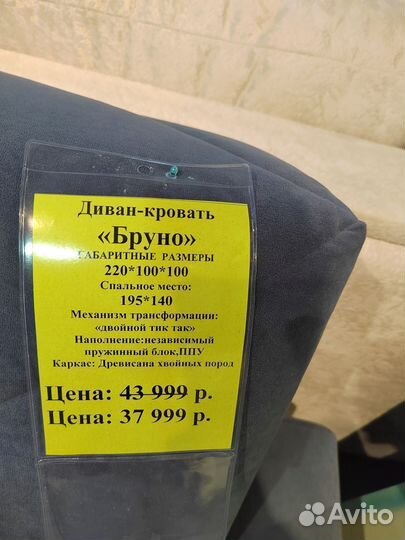 Диван-кровать
«Бруно»
ГАБАРИТНЫЕ РАЗМЕРЫ
220*100*100
Спальное место:
195*140
Механизм трансформации:
«двойной тик так»
Наполнение:независимый
пружинный блок,ППУ
Каркас: Древисана хвойных пород
Цена: 43 999 р.
Цена: 37 999 р.
Avito